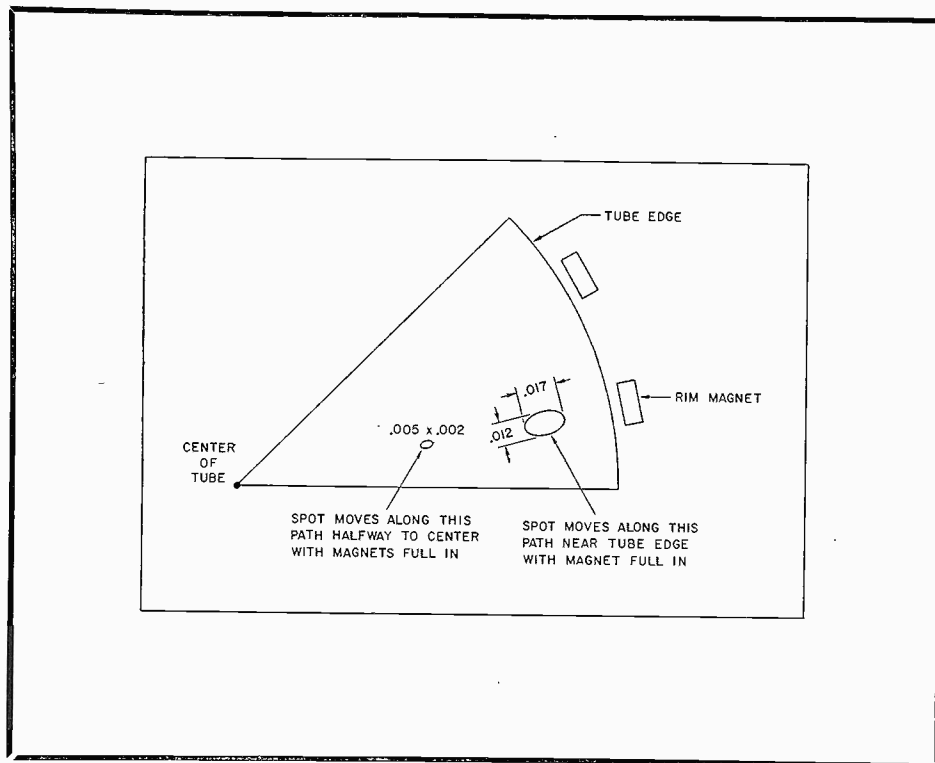 TUBE EDGE
RIM MAGNET
.017
.012
.005 x .002
CENTER
OF
TUBE
SPOT MOVES ALONG THIS
PATH HALFWAY TO CENTER
WITH MAGNETS FULL IN
SPOT MOVES ALONG THIS
PATH NEAR TUBE EDGE
WITH MAGNET FULL IN